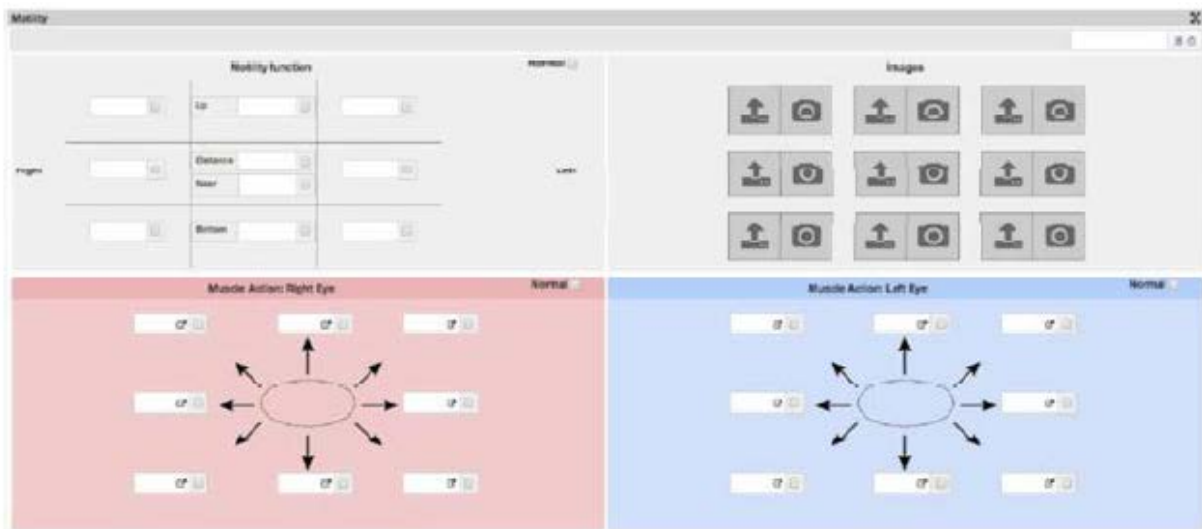 Motility
Motility function
Normal
Images
Up
Distance
Right
Near
Left
Bottom
Muscle Action: Right Eye
Normal
Muscle Action: Left Eye
Normal